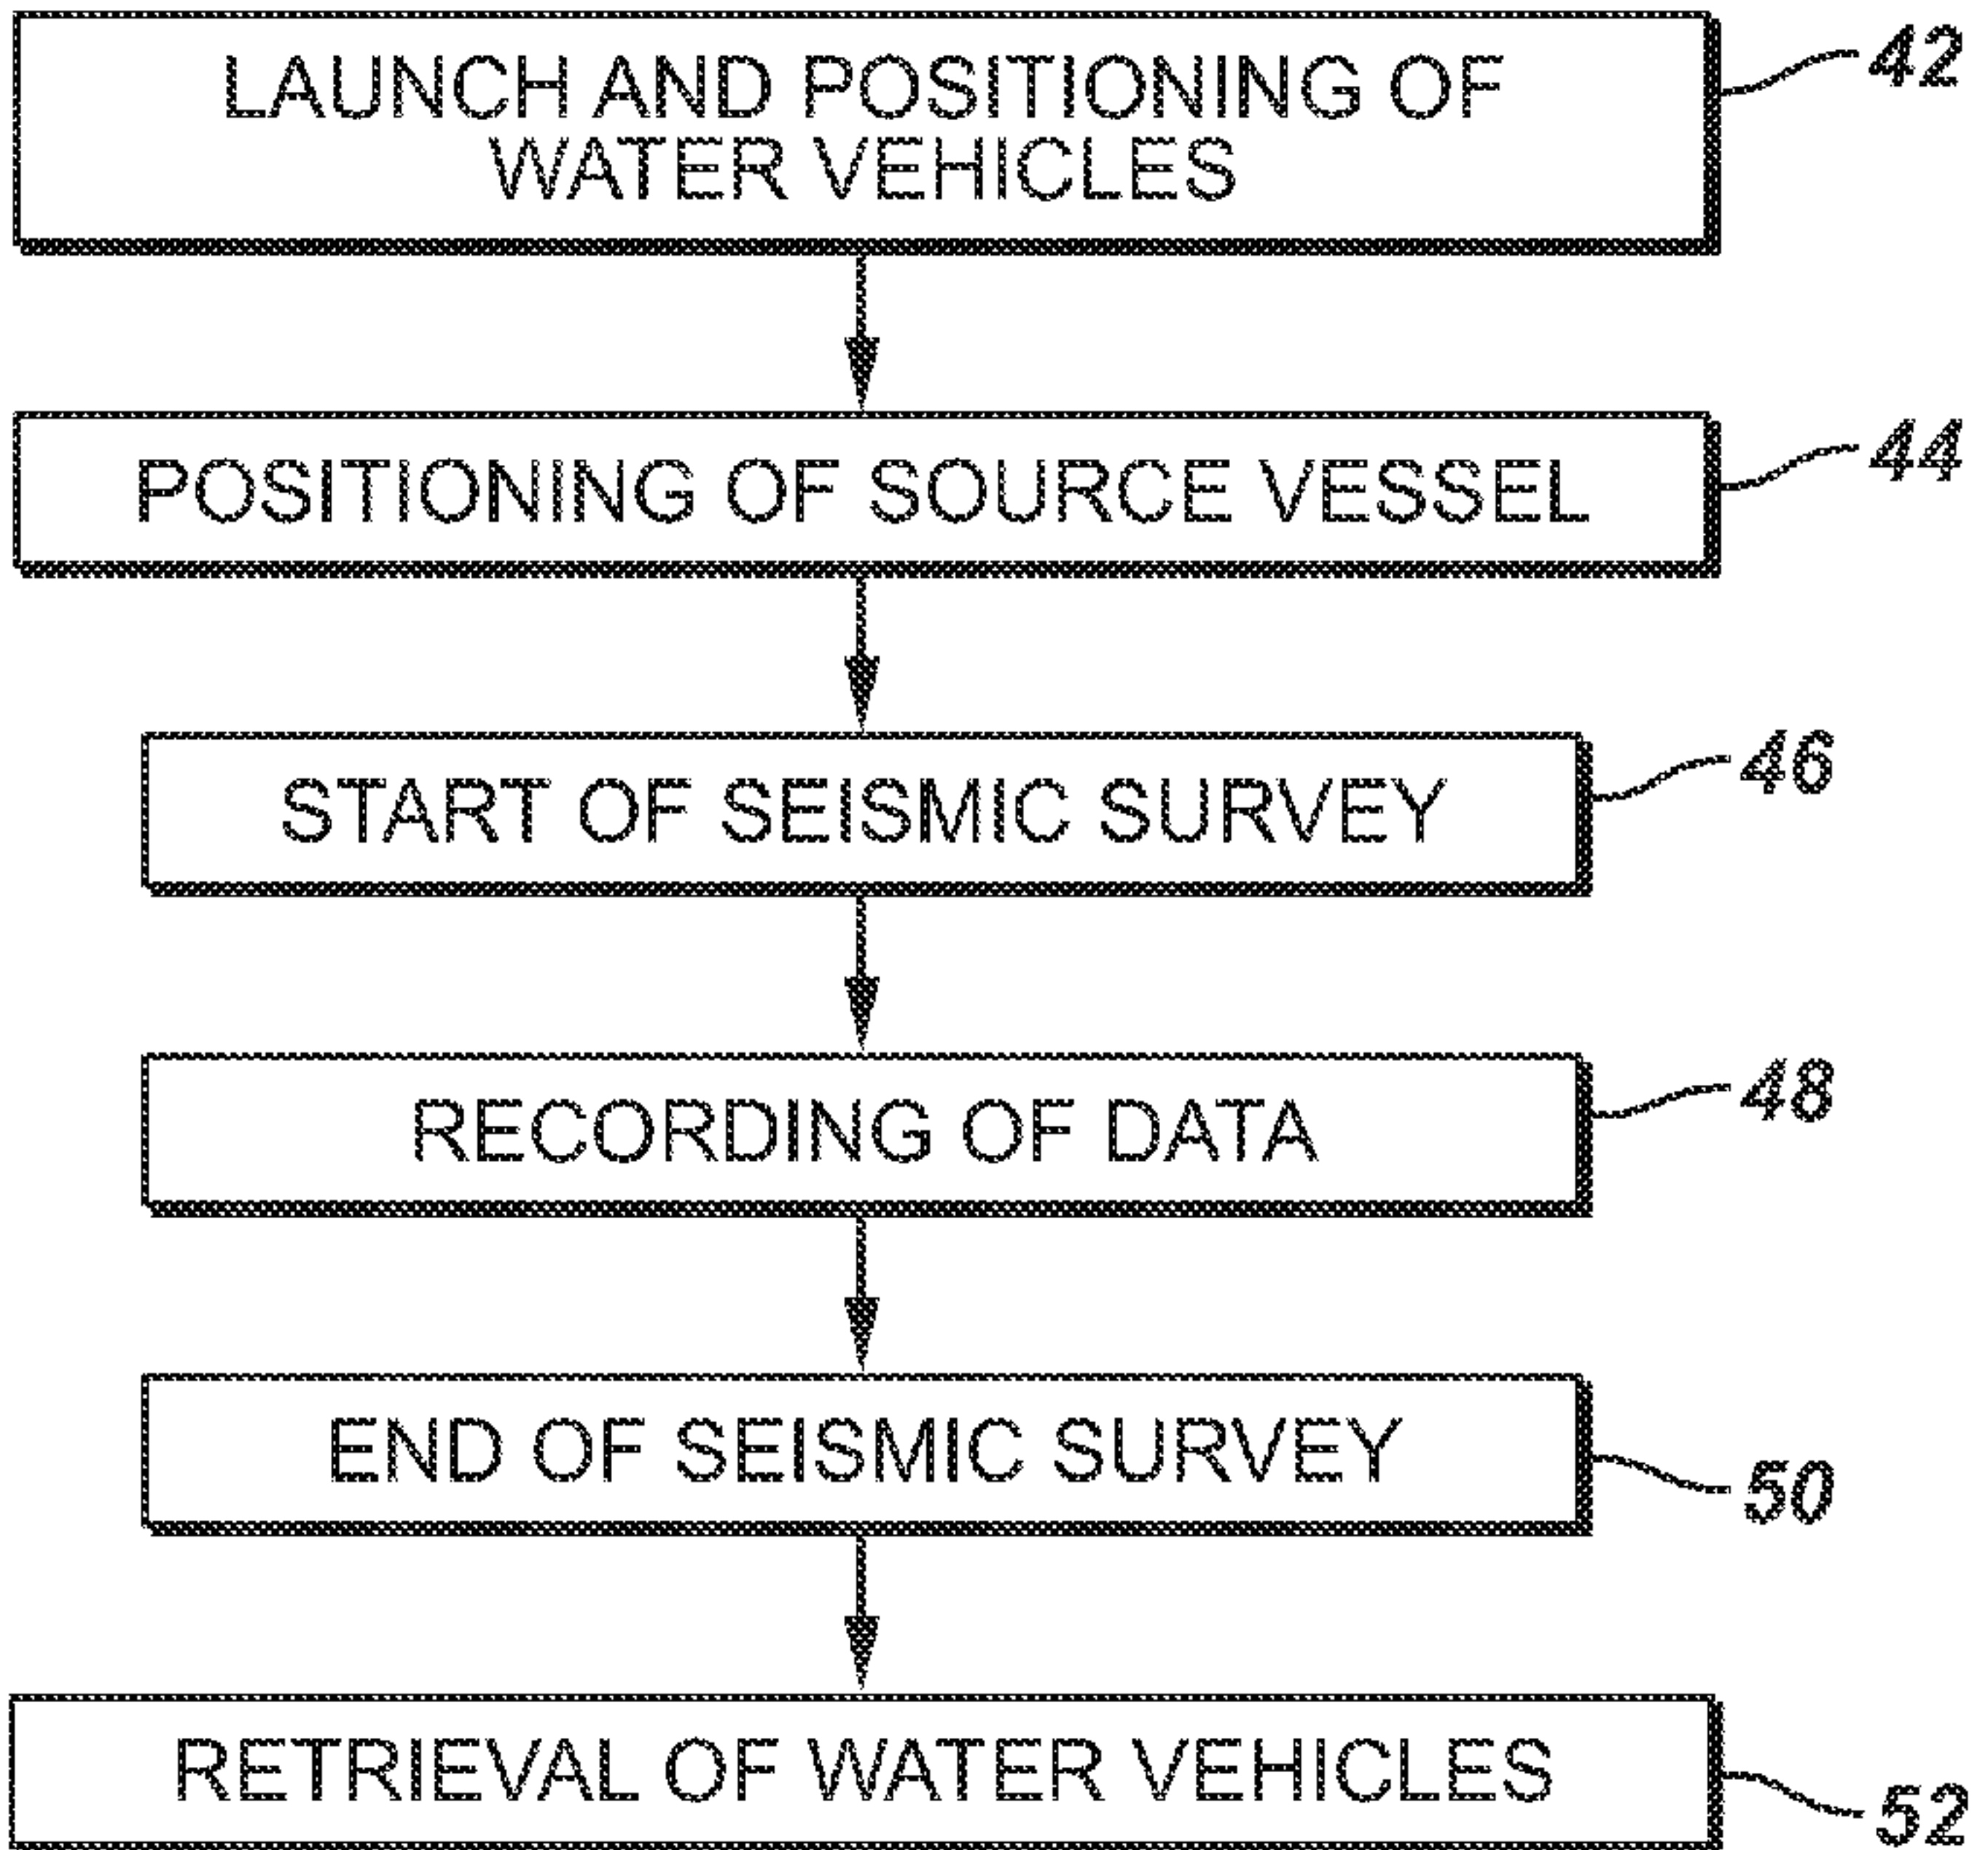 LAUNCH AND POSITIONING OF
WATER VEHICLES
42
POSITIONING OF SOURCE VESSEL
44
START OF SEISMIC SURVEY
46
RECORDING OF DATA
48
END OF SEISMIC SURVEY
50
RETRIEVAL OF WATER VEHICLES
52